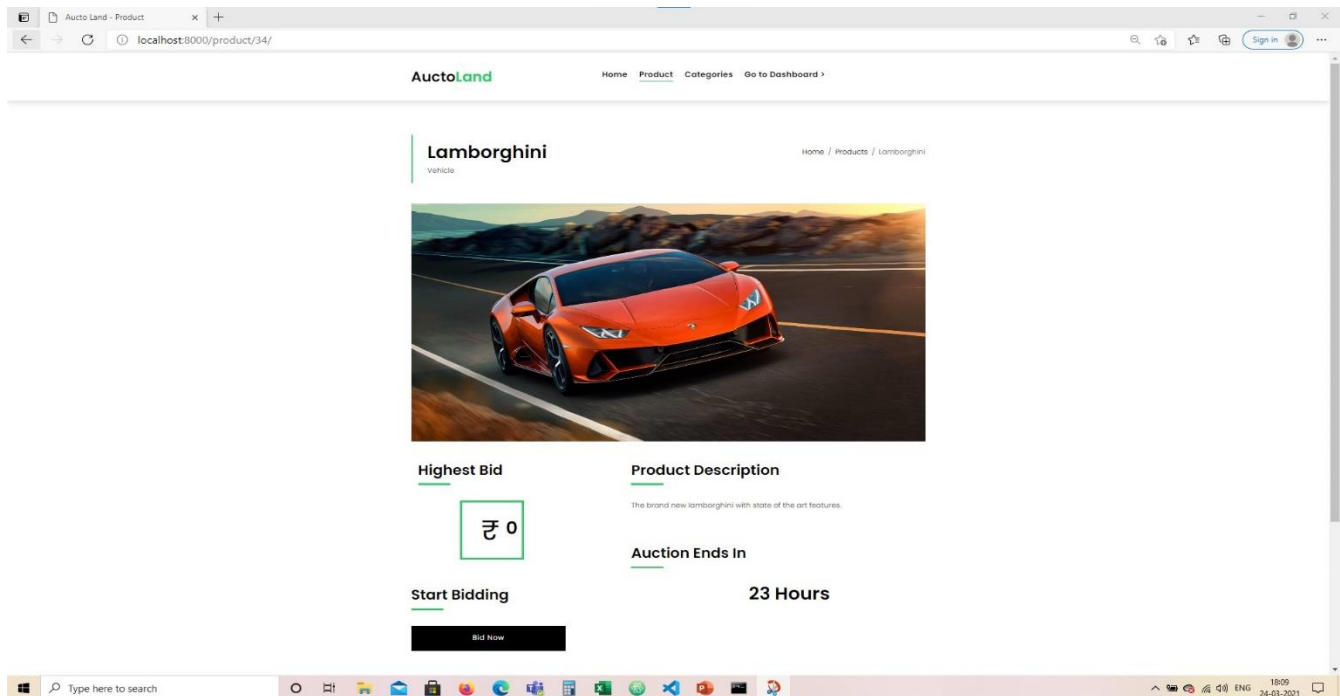 Aucto Land - Product
localhost:8000/product/34/
Sign in
AuctoLand
Home Product Categories Go to Dashboard >
Lamborghini
Vehicle
Home / Products / Lamborghini
Highest Bid
₹ 0
Product Description
The brand new lamborghini with state of the art features.
Auction Ends In
23 Hours
Start Bidding
Bid Now
Type here to search
ENG
18:09
24-03-2021